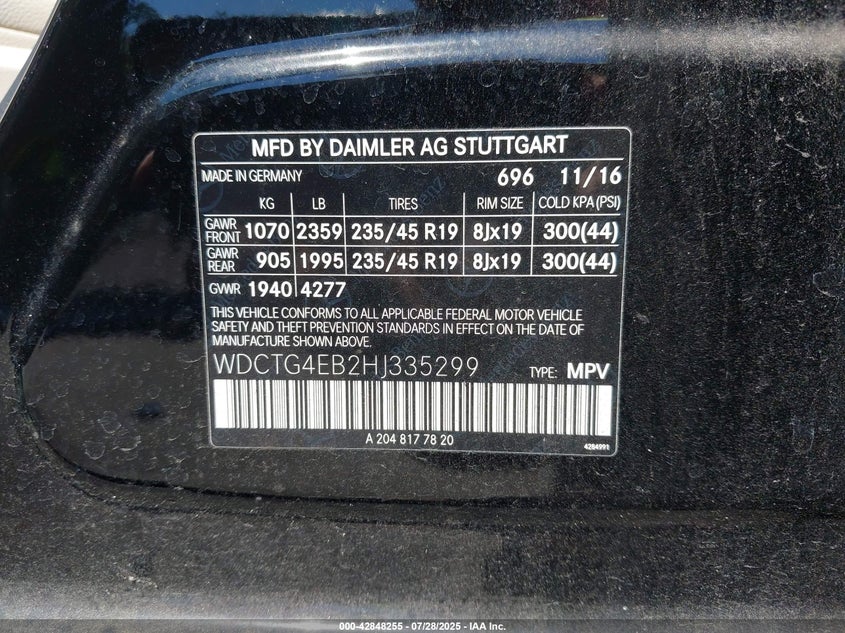 MFD BY DAIMLER AG STUTTGART
MADE IN GERMANY 696 11/16
KG LB TIRES RIM SIZE COLD KPA (PSI)
GAWR FRONT 1070 2359 235/45 R19 8Jx19 300(44)
GAWR REAR 905 1995 235/45 R19 8Jx19 300(44)
GVWR 1940 4277
THIS VEHICLE CONFORMS TO ALL APPLICABLE FEDERAL MOTOR VEHICLE
SAFETY AND THEFT PREVENTION STANDARDS IN EFFECT ON THE DATE OF
MANUFACTURE SHOWN ABOVE.
WDCTG4EB2HJ335299 TYPE: MPV
A 204 817 78 20
4284991
000-42848255 - 07/28/2025 - IAA Inc.